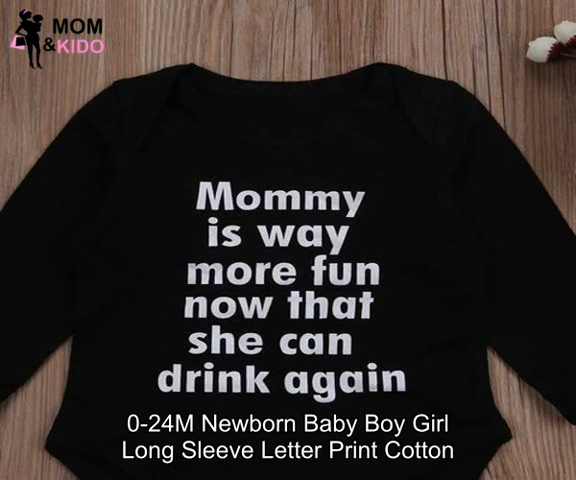 MOM
&KIDO
Mommy
is way
more fun
now that
she can
drink again
0-24M Newborn Baby Boy Girl
Long Sleeve Letter Print Cotton